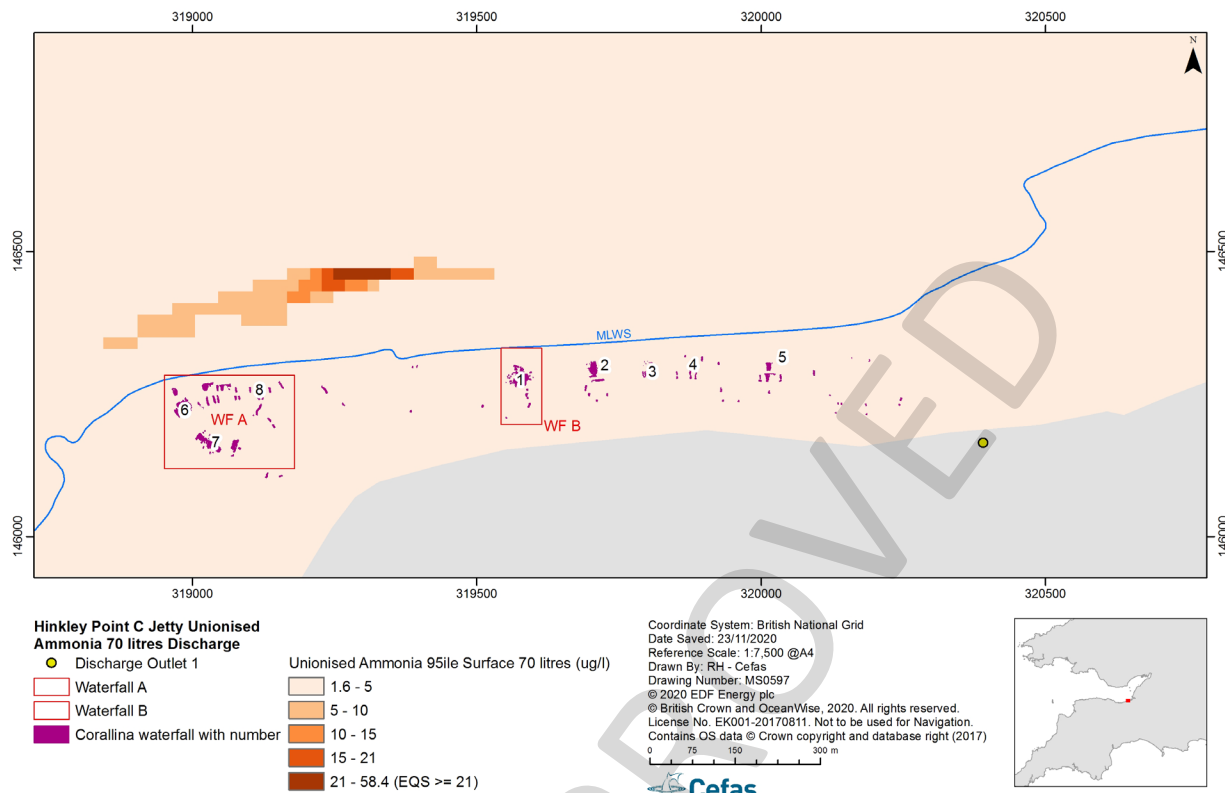 319000 319500 320000 320500
N
146500 146500
MLWS
1 2 3 4 5
6 8
WF A WF B
7
146000 146000
319000 319500 320000 320500
Hinkley Point C Jetty Unionised
Ammonia 70 litres Discharge
Discharge Outlet 1
Waterfall A
Waterfall B
Corallina waterfall with number
Unionised Ammonia 95ile Surface 70 litres (ug/l)
1.6 - 5
5 - 10
10 - 15
15 - 21
21 - 58.4 (EQS >= 21)
Coordinate System: British National Grid
Date Saved: 23/11/2020
Reference Scale: 1:7,500 @A4
Drawn By: RH - Cefas
Drawing Number: MS0597
© 2020 EDF Energy plc
© British Crown and OceanWise, 2020. All rights reserved.
License No. EK001-20170811. Not to be used for Navigation.
Contains OS data © Crown copyright and database right (2017)
0 75 150 300 m
Cefas
ROVED